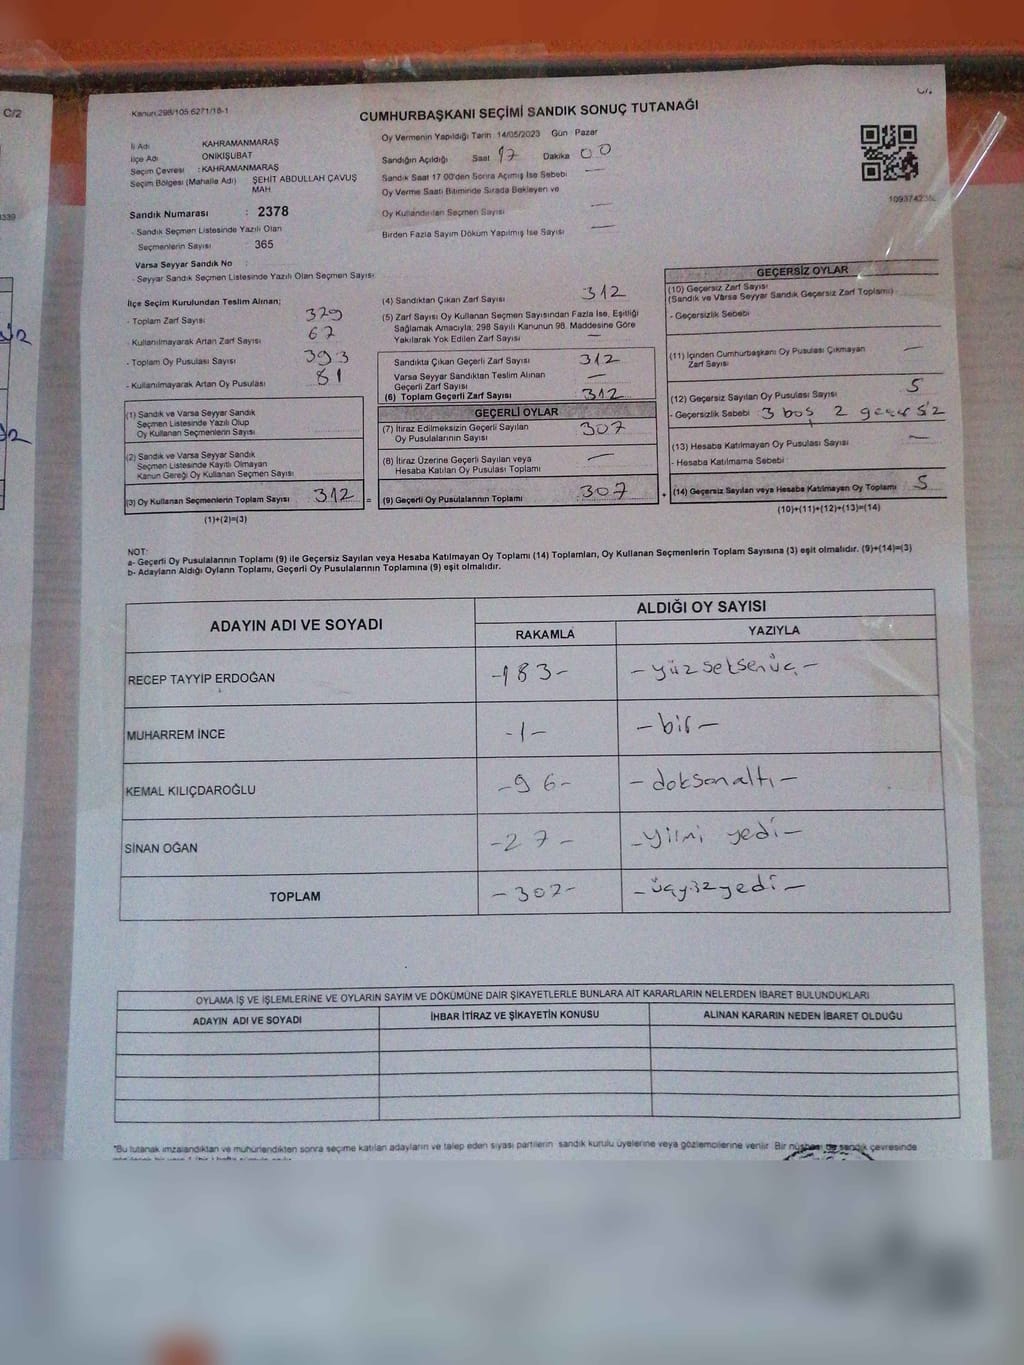 C/2
Kanun 298/105 6271/18-1
CUMHURBAŞKANI SEÇİMİ SANDIK SONUÇ TUTANAĞI
İl Adı KAHRAMANMARAŞ
İlçe Adı ONİKİŞUBAT
Seçim Çevresi : KAHRAMANMARAŞ
Seçim Bölgesi (Mahalle Adı) ŞEHİT ABDULLAH ÇAVUŞ MAH
Sandık Numarası : 2378
- Sandık Seçmen Listesinde Yazılı Olan
Seçmenlerin Sayısı 365
Varsa Seyyar Sandık No :
- Seyyar Sandık Seçmen Listesinde Yazılı Olan Seçmen Sayısı
Oy Vermenin Yapıldığı Tarih 14/05/2023 Gün Pazar
Sandığın Açıldığı Saat 17 Dakika 00
Sandık Saat 17 00'den Sonra Açılmış İse Sebebi —
Oy Verme Saati Bitiminde Sırada Bekleyen ve
Oy Kullandırılan Seçmen Sayısı —
Birden Fazla Sayım Döküm Yapılmış İse Sayısı —
İlçe Seçim Kurulundan Teslim Alınan;
- Toplam Zarf Sayısı 379
- Kullanılmayarak Artan Zarf Sayısı 67
- Toplam Oy Pusulası Sayısı 393
- Kullanılmayarak Artan Oy Pusulası 81
(1) Sandık ve Varsa Seyyar Sandık
Seçmen Listesinde Yazılı Olup
Oy Kullanan Seçmenlerin Sayısı
(2) Sandık ve Varsa Seyyar Sandık
Seçmen Listesinde Kayıtlı Olmayan
Kanun Gereği Oy Kullanan Seçmen Sayısı
(3) Oy Kullanan Seçmenlerin Toplam Sayısı 312 =
(1)+(2)=(3)
(4) Sandıktan Çıkan Zarf Sayısı 312
(5) Zarf Sayısı Oy Kullanan Seçmen Sayısından Fazla İse, Eşitliği
Sağlamak Amacıyla; 298 Sayılı Kanunun 98. Maddesine Göre
Yakılarak Yok Edilen Zarf Sayısı —
Sandıkta Çıkan Geçerli Zarf Sayısı 312
Varsa Seyyar Sandıktan Teslim Alınan
Geçerli Zarf Sayısı —
(6) Toplam Geçerli Zarf Sayısı 312
GEÇERLİ OYLAR
(7) İtiraz Edilmeksizin Geçerli Sayılan
Oy Pusulalarının Sayısı 307
(8) İtiraz Üzerine Geçerli Sayılan veya
Hesaba Katılan Oy Pusulası Toplamı —
(9) Geçerli Oy Pusulalarının Toplamı 307 +
GEÇERSİZ OYLAR
(10) Geçersiz Zarf Sayısı
(Sandık ve Varsa Seyyar Sandık Geçersiz Zarf Toplamı)
- Geçersizlik Sebebi
(11) İçinden Cumhurbaşkanı Oy Pusulası Çıkmayan
Zarf Sayısı —
(12) Geçersiz Sayılan Oy Pusulası Sayısı 5
- Geçersizlik Sebebi 3 boş 2 geçersiz
(13) Hesaba Katılmayan Oy Pusulası Sayısı —
- Hesaba Katılmama Sebebi
(14) Geçersiz Sayılan veya Hesaba Katılmayan Oy Toplamı 5
(10)+(11)+(12)+(13)=(14)
NOT:
a- Geçerli Oy Pusulalarının Toplamı (9) ile Geçersiz Sayılan veya Hesaba Katılmayan Oy Toplamı (14) Toplamları, Oy Kullanan Seçmenlerin Toplam Sayısına (3) eşit olmalıdır. (9)+(14)=(3)
b- Adayların Aldığı Oyların Toplamı, Geçerli Oy Pusulalarının Toplamına (9) eşit olmalıdır.
ADAYIN ADI VE SOYADI ALDIĞI OY SAYISI
RAKAMLA YAZIYLA
RECEP TAYYİP ERDOĞAN -183- -yüzseksenüç-
MUHARREM İNCE -1- -bir-
KEMAL KILIÇDAROĞLU -96- -doksanaltı-
SİNAN OĞAN -27- -yirmi yedi-
TOPLAM -307- -üçyüzyedi-
OYLAMA İŞ VE İŞLEMLERİNE VE OYLARIN SAYIM VE DÖKÜMÜNE DAİR ŞİKAYETLERLE BUNLARA AİT KARARLARIN NELERDEN İBARET BULUNDUKLARI
ADAYIN ADI VE SOYADI İHBAR İTİRAZ VE ŞİKAYETİN KONUSU ALINAN KARARIN NEDEN İBARET OLDUĞU
*Bu tutanak imzalandıktan ve mühürlendikten sonra seçime katılan adayların ve talep eden siyasi partilerin sandık kurulu üyelerine veya gözlemcilerine verilir. Bir nüshası da sandık çevresinde